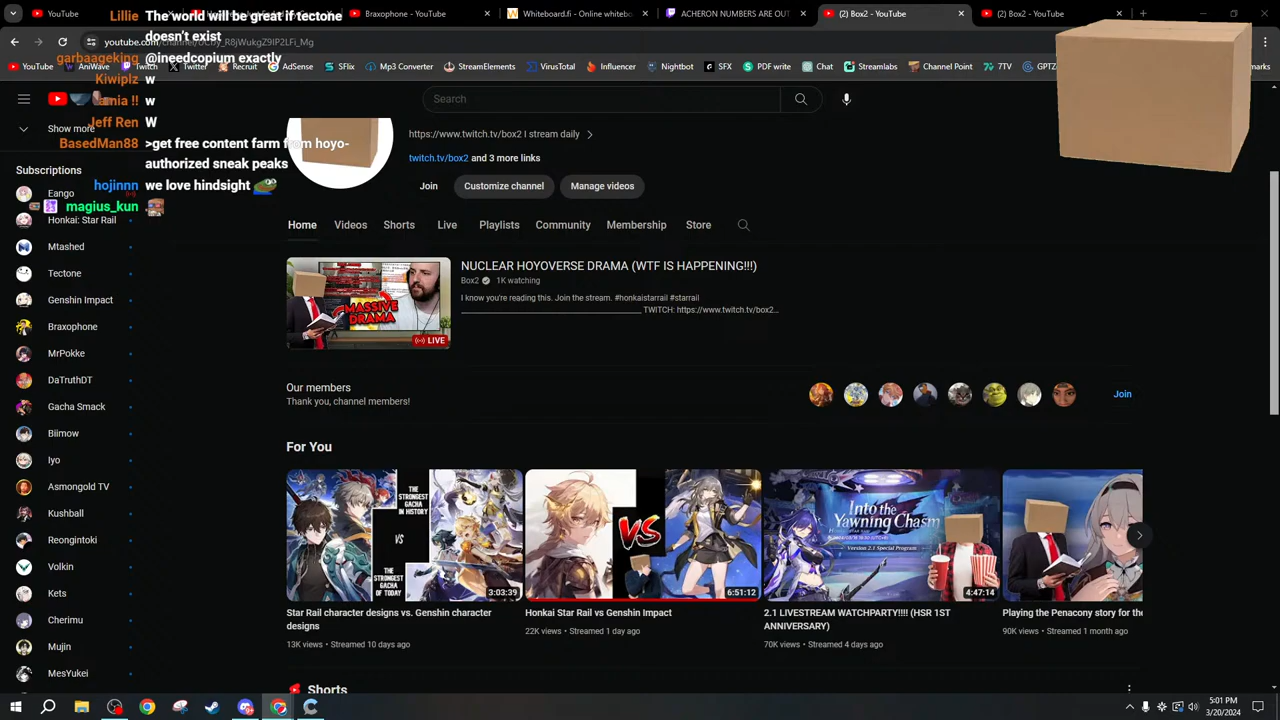 YouTube
Braxophone - YouTube
Whiteboard.fi - Online whitebo
ACHERON NUMBERS ARE OUT
(2) Box2 - YouTube
(2) Box2 - YouTube
Lillie The world will be great if tectone
doesn't exist
garbaageking @ineedcopium exactly
Kiwiplz w
w
Jeff Ren W
BasedMan88 >get free content farm from hoyo-
authorized sneak peaks
hojinnn we love hindsight
magius_kun
YouTube
AniWave
Twitch
Twitter
Recruit
AdSense
SFlix
Mp3 Converter
StreamElements
VirusTotal
Influencer
Nightbot
SFX
PDF Filler
Chat
Streamlabs
Channel Point
7TV
GPTZ
Search
Show more
Subscriptions
Eango
Honkai: Star Rail
Mtashed
Tectone
Genshin Impact
Braxophone
MrPokke
DaTruthDT
Gacha Smack
Biimow
Iyo
Asmongold TV
Kushball
Reongintoki
Volkin
Kets
Cherimu
Mujin
MesYukei
https://www.twitch.tv/box2 I stream daily
twitch.tv/box2 and 3 more links
Join
Customize channel
Manage videos
Home
Videos
Shorts
Live
Playlists
Community
Membership
Store
MASSIVE
DRAMA
LIVE
NUCLEAR HOYOVERSE DRAMA (WTF IS HAPPENING!!!)
Box2
1K watching
I know you're reading this. Join the stream. #honkaistarrail #starrail
TWITCH: https://www.twitch.tv/box2...
Our members
Thank you, channel members!
Join
For You
THE
STRONGEST
GACHA IN
HISTORY
VS
THE
STRONGEST
GACHA
OF TODAY
3:03:39
Star Rail character designs vs. Genshin character
designs
13K views • Streamed 10 days ago
VS
6:51:12
Honkai Star Rail vs Genshin Impact
22K views • Streamed 1 day ago
Into the
Yawning Chasm
Version 2.1 Special Program
4:47:14
2.1 LIVESTREAM WATCHPARTY!!!! (HSR 1ST
ANNIVERSARY)
70K views • Streamed 4 days ago
Playing the Penacony story for the
90K views • Streamed 1 month ago
Shorts
5:01 PM
3/20/2024